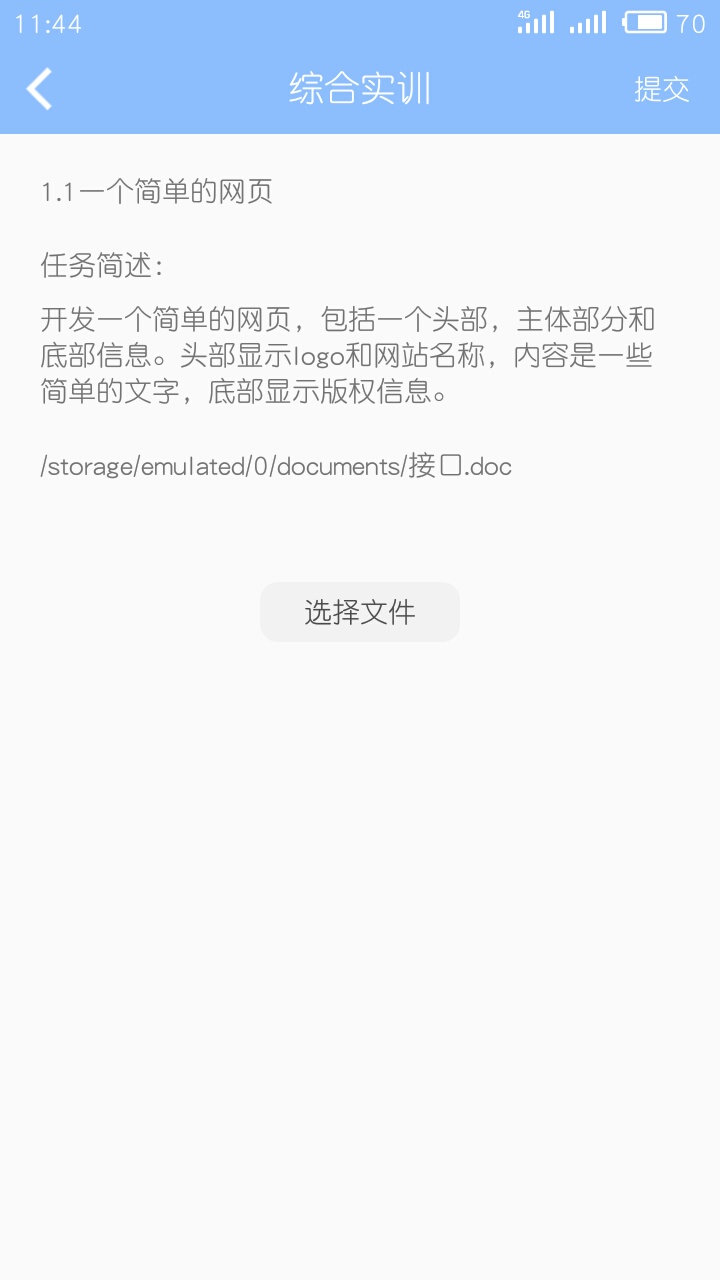 11:44
4G
70
综合实训
提交
1.1一个简单的网页
任务简述：
开发一个简单的网页，包括一个头部，主体部分和
底部信息。头部显示logo和网站名称，内容是一些
简单的文字，底部显示版权信息。
/storage/emulated/0/documents/接口.doc
选择文件